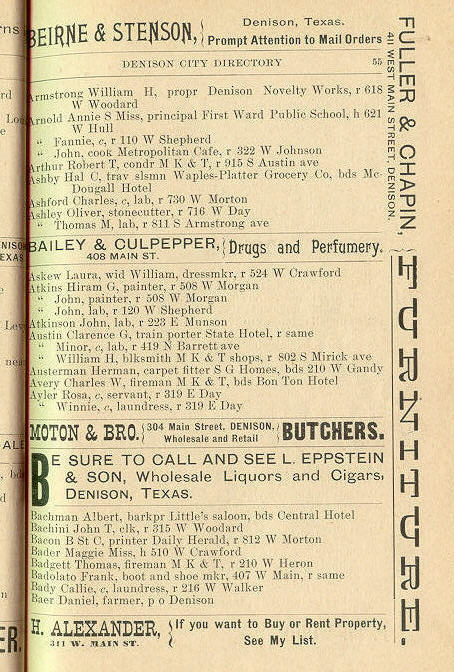 BEIRNE & STENSON, { Denison, Texas.
Prompt Attention to Mail Orders
DENISON CITY DIRECTORY 55
Armstrong William H, propr Denison Novelty Works, r 618
W Woodard
Arnold Annie S Miss, principal First Ward Public School, h 621
W Hull
“ Fannie, c, r 110 W Shepherd
“ John, cook Metropolitan Cafe, r 322 W Johnson
Arthur Robert T, condr M K & T, r 915 S Austin ave
Ashby Hal C, trav slsmn Waples-Platter Grocery Co, bds Mc-
Dougall Hotel
Ashford Charles, c, lab, r 730 W Morton
Ashley Oliver, stonecutter, r 716 W Day
“ Thomas M, lab, r 811 S Armstrong ave
BAILEY & CULPEPPER, { Drugs and Perfumery.
408 MAIN ST.
Askew Laura, wid William, dressmkr, r 524 W Crawford
Atkins Hiram G, painter, r 508 W Morgan
“ John, painter, r 508 W Morgan
“ John, lab, r 120 W Shepherd
Atkinson John, lab, r 223 E Munson
Austin Clarence G, train porter State Hotel, r same
“ Minor, c, lab, r 419 N Barrett ave
“ William H, blksmith M K & T shops, r 802 S Mirick ave
Austerman Herman, carpet fitter S G Homes, bds 210 W Gandy
Avery Charles W, fireman M K & T, bds Bon Ton Hotel
Ayler Rosa, c, servant, r 319 E Day
“ Winnie, c, laundress, r 319 E Day
MOTON & BRO. { 304 Main Street, DENISON, } BUTCHERS.
Wholesale and Retail
BE SURE TO CALL AND SEE L. EPPSTEIN
& SON, Wholesale Liquors and Cigars,
DENISON, TEXAS.
Bachman Albert, barkpr Little's saloon, bds Central Hotel
Bachini John T, clk, r 315 W Woodard
Bacon B St C, printer Daily Herald, r 812 W Morton
Bader Maggie Miss, h 510 W Crawford
Badgett Thomas, fireman M K & T, r 210 W Heron
Badolato Frank, boot and shoe mkr, 407 W Main, r same
Bady Callie, c, laundress, r 216 W Walker
Baer Daniel, farmer, p o Denison
H. ALEXANDER, { If you want to Buy or Rent Property,
311 W. MAIN ST. See My List.
FULLER & CHAPIN,
411 WEST MAIN STREET, DENISON.
FURNITURE.